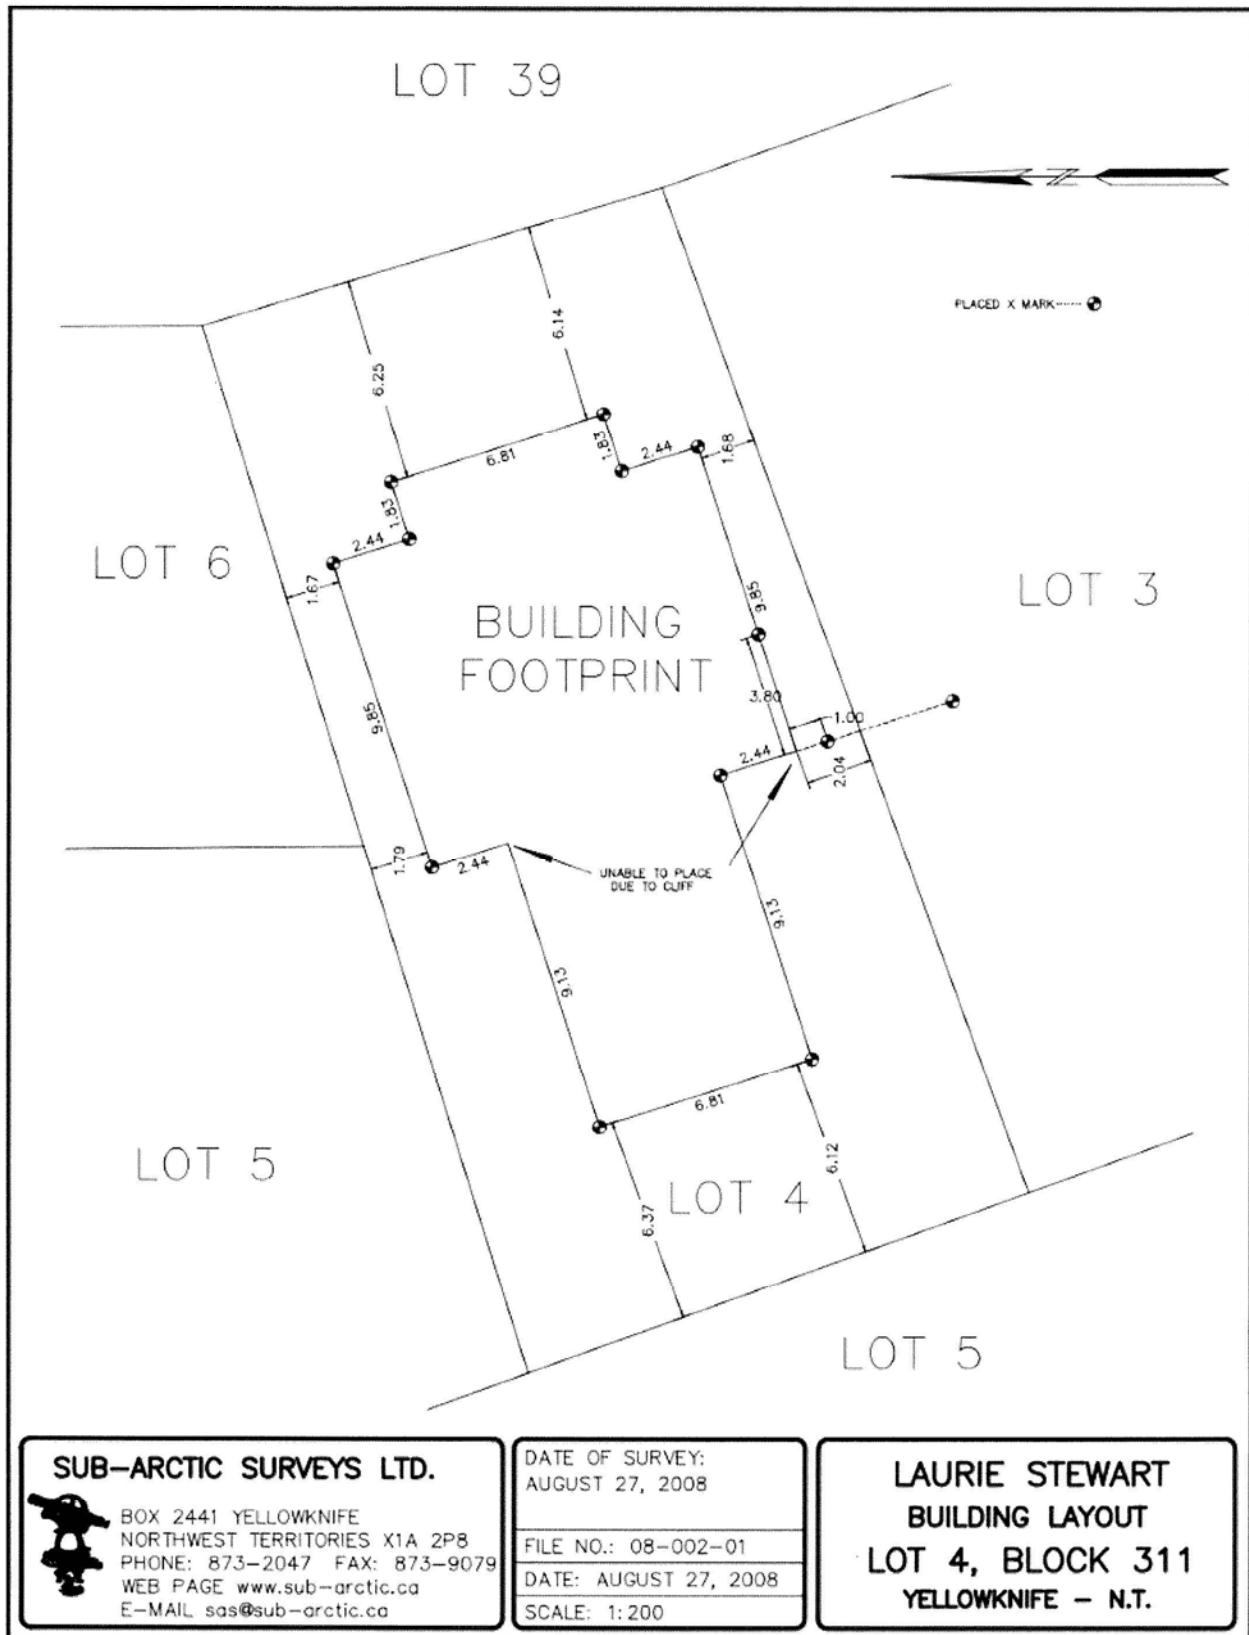 LOT 39
N
PLACED X MARK
6.14
6.25
1.68
1.83
2.44
6.81
1.83
2.44
LOT 6
1.67
LOT 3
9.85
BUILDING
FOOTPRINT
3.80
1.00
9.85
2.44
2.04
1.79
2.44
UNABLE TO PLACE
DUE TO CLIFF
9.13
9.13
6.81
6.12
LOT 5
LOT 4
6.37
LOT 5
SUB-ARCTIC SURVEYS LTD.
BOX 2441 YELLOWKNIFE
NORTHWEST TERRITORIES X1A 2P8
PHONE: 873-2047 FAX: 873-9079
WEB PAGE www.sub-arctic.ca
E-MAIL sas@sub-arctic.ca
DATE OF SURVEY:
AUGUST 27, 2008
FILE NO.: 08-002-01
DATE: AUGUST 27, 2008
SCALE: 1:200
LAURIE STEWART
BUILDING LAYOUT
LOT 4, BLOCK 311
YELLOWKNIFE - N.T.